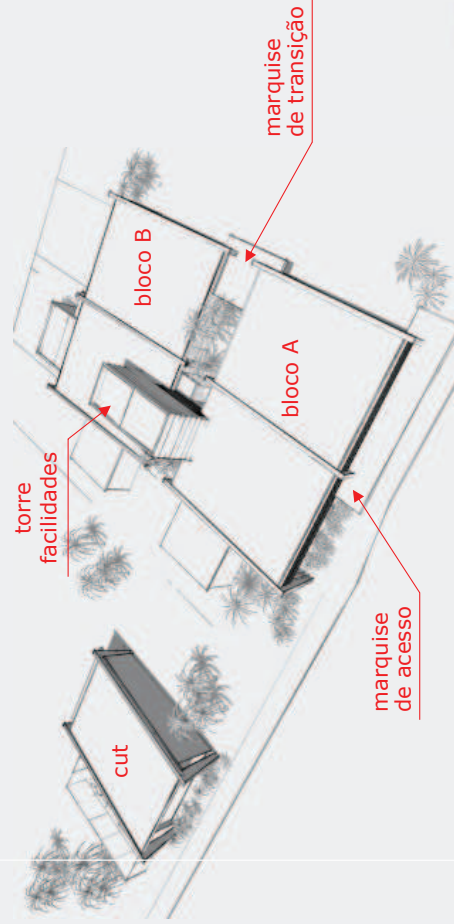 torre
facilidades
bloco B
marquise
de transição
bloco A
cut
marquise
de acesso